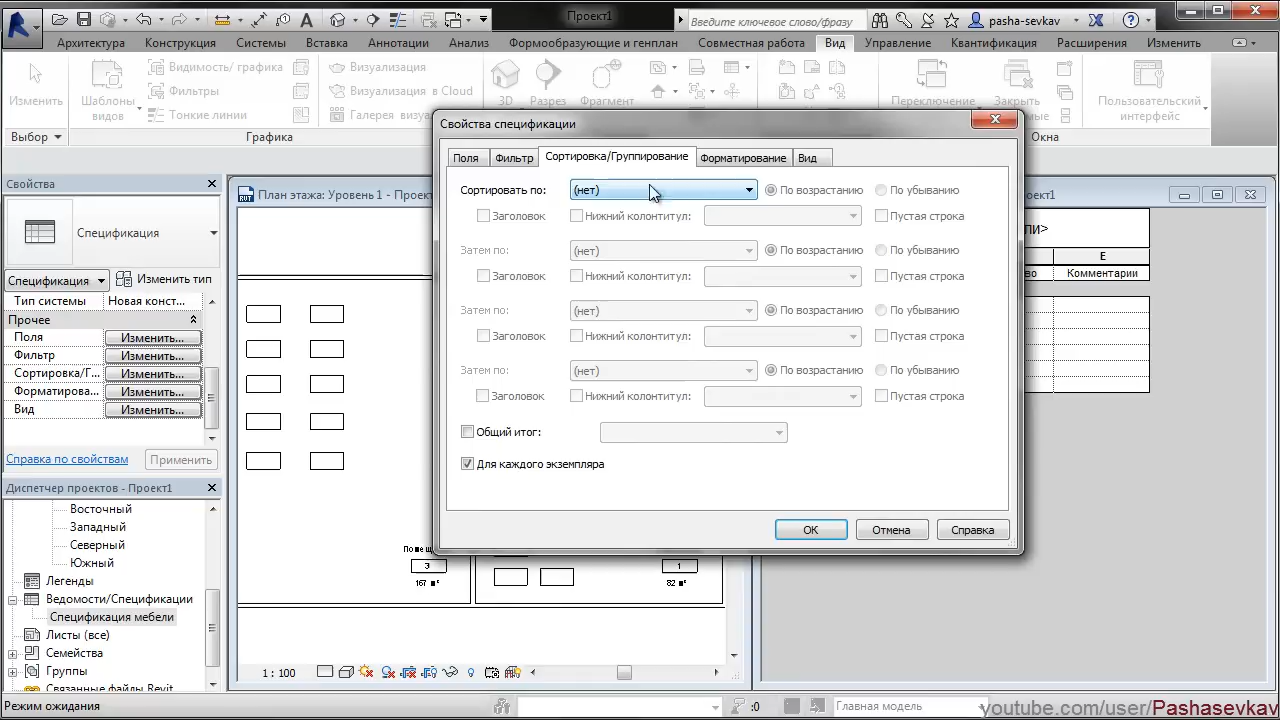 Проект1
Введите ключевое слово/фразу
pasha-sevkav
Архитектура Конструкция Системы Вставка Аннотации Анализ Формообразующие и генплан Совместная работа Вид Управление Квантификация Расширения Изменить
Изменить
Шаблоны видов
Видимость/ графика
Фильтры
Тонкие линии
Визуализация
Визуализация в Cloud
Галерея визуа
3D
Разрез
Фрагмент
Переключение
Закрыть
Пользовательский интерфейс
Выбор
Графика
Окна
Свойства
Спецификация
Спецификация
Изменить тип
Тип системы Новая конст...
Прочее
Поля Изменить...
Фильтр Изменить...
Сортировка/Г... Изменить...
Форматирова... Изменить...
Вид Изменить...
Справка по свойствам
Применить
Диспетчер проектов - Проект1
Восточный
Западный
Северный
Южный
Легенды
Ведомости/Спецификации
Спецификация мебели
Листы (все)
Семейства
Группы
Связанные файлы Revit
План этажа: Уровень 1 - Проект
3
167 м²
1
82 м²
1 : 100
Свойства спецификации
Поля Фильтр Сортировка/Группирование Форматирование Вид
Сортировать по: (нет) По возрастанию По убыванию
Заголовок Нижний колонтитул: Пустая строка
Затем по: (нет) По возрастанию По убыванию
Заголовок Нижний колонтитул: Пустая строка
Затем по: (нет) По возрастанию По убыванию
Заголовок Нижний колонтитул: Пустая строка
Затем по: (нет) По возрастанию По убыванию
Заголовок Нижний колонтитул: Пустая строка
Общий итог:
Для каждого экземпляра
ОК Отмена Справка
E
Комментарии
Режим ожидания
:0
Главная модель
youtube.com/user/Pashasevkav